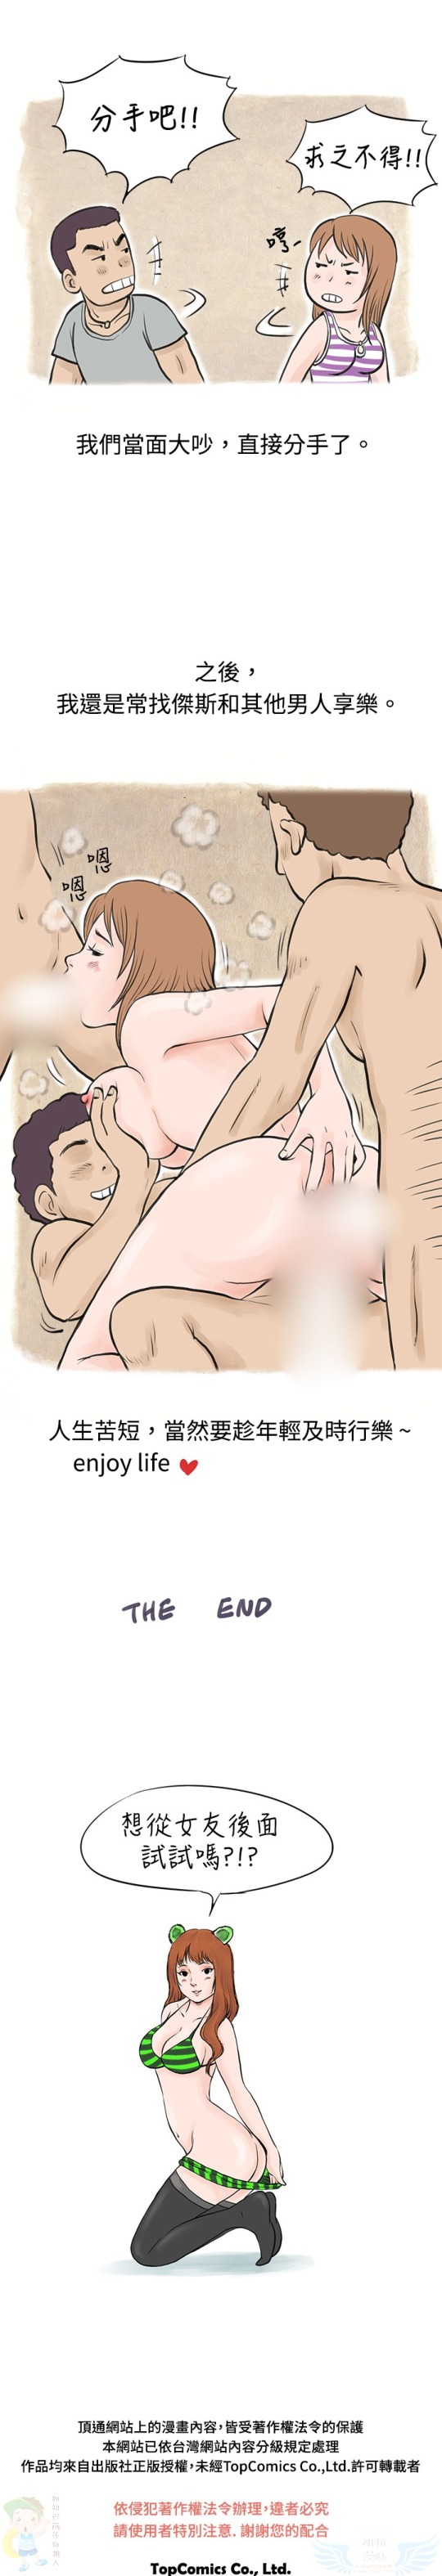 分手吧!!
求之不得!!
哼~
我們當面大吵，直接分手了。
之後，
我還是常找傑斯和其他男人享樂。
嗯
嗯
人生苦短，當然要趁年輕及時行樂~
enjoy life
THE END
想從女友後面
試試嗎?!?
頂通網站上的漫畫內容,皆受著作權法令的保護
本網站已依台灣網站內容分級規定處理
作品均來自出版社正版授權,未經TopComics Co.,Ltd.許可轉載者
依侵犯著作權法令辦理,違者必究
請使用者特別注意. 謝謝您的配合
TopComics Co., Ltd.